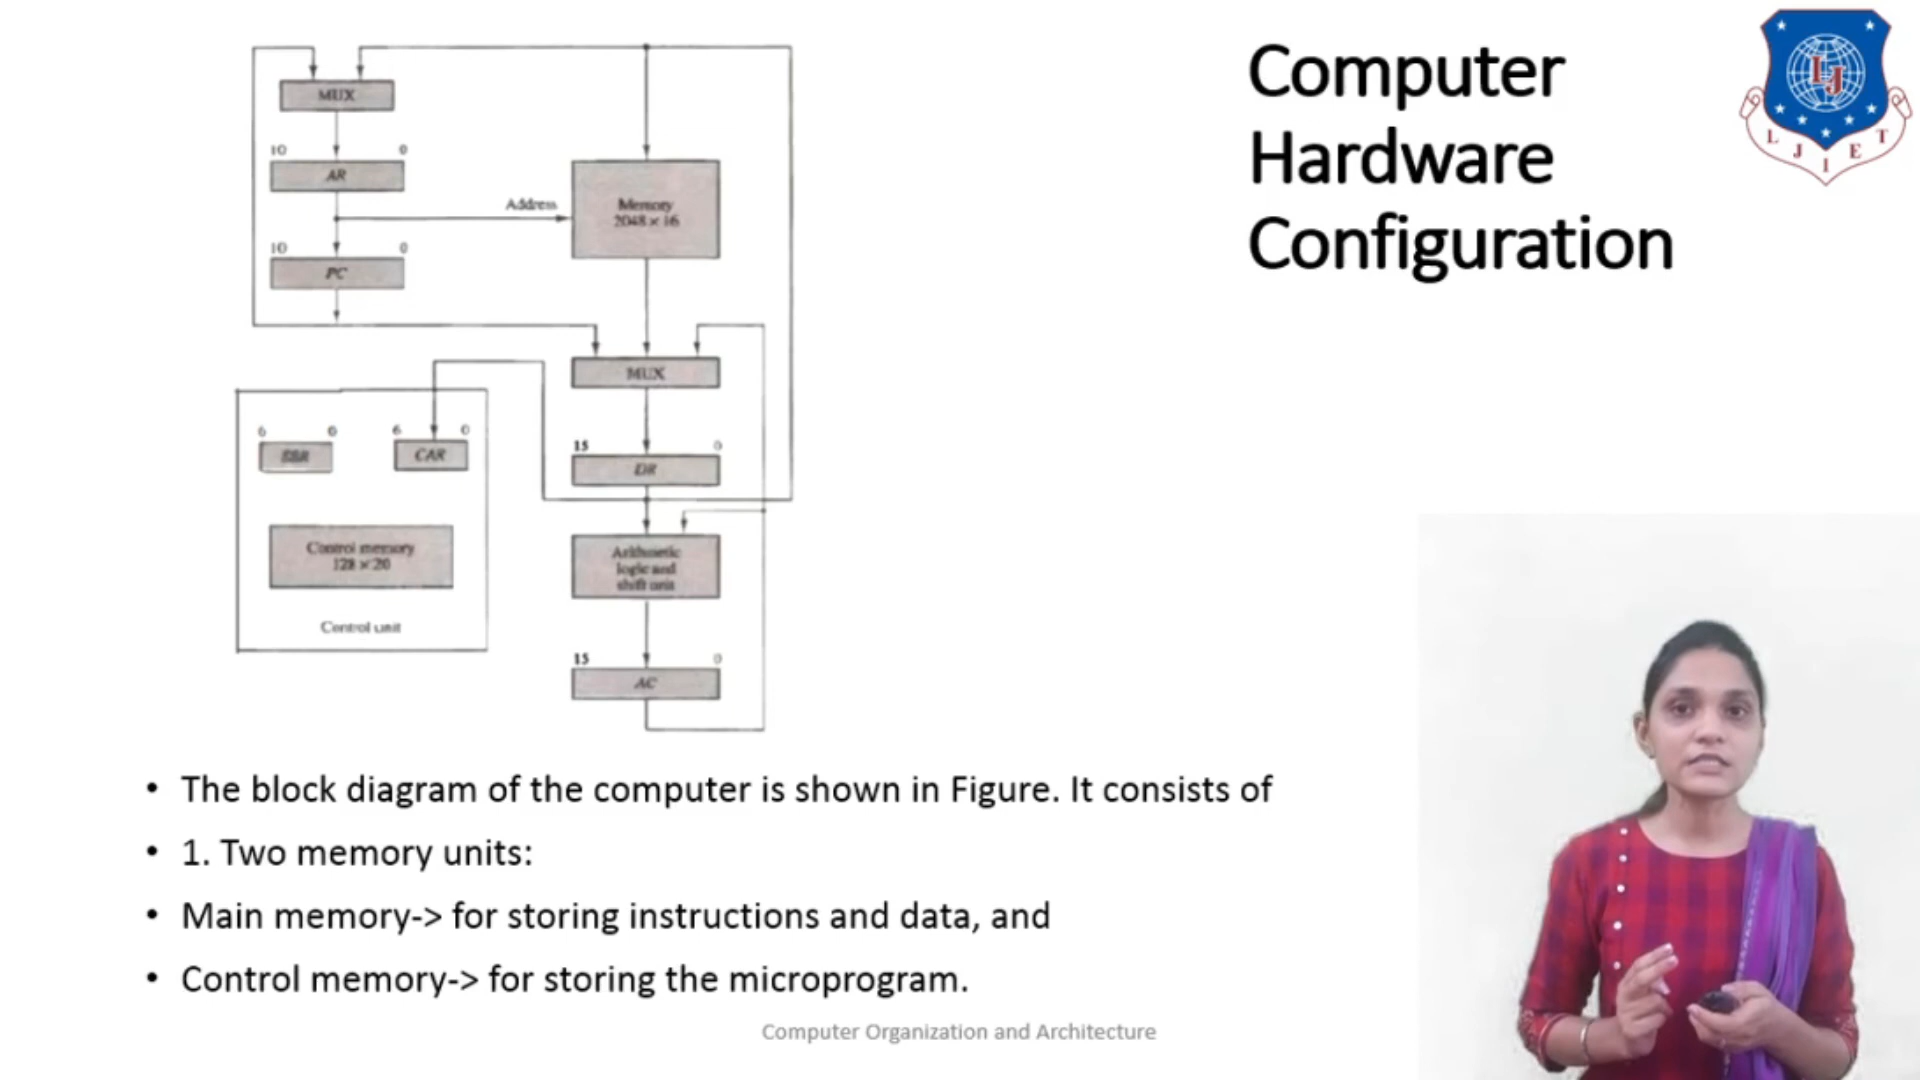 Computer
Hardware
Configuration
L J I E T
LJ
MUX
10 0
AR
Address
Memory
2048 × 16
10 0
PC
MUX
6 0
SBR
6 0
CAR
15 0
DR
Control memory
128 × 20
Control unit
Arithmetic
logic and
shift unit
15 0
AC
• The block diagram of the computer is shown in Figure. It consists of
• 1. Two memory units:
• Main memory-> for storing instructions and data, and
• Control memory-> for storing the microprogram.
Computer Organization and Architecture